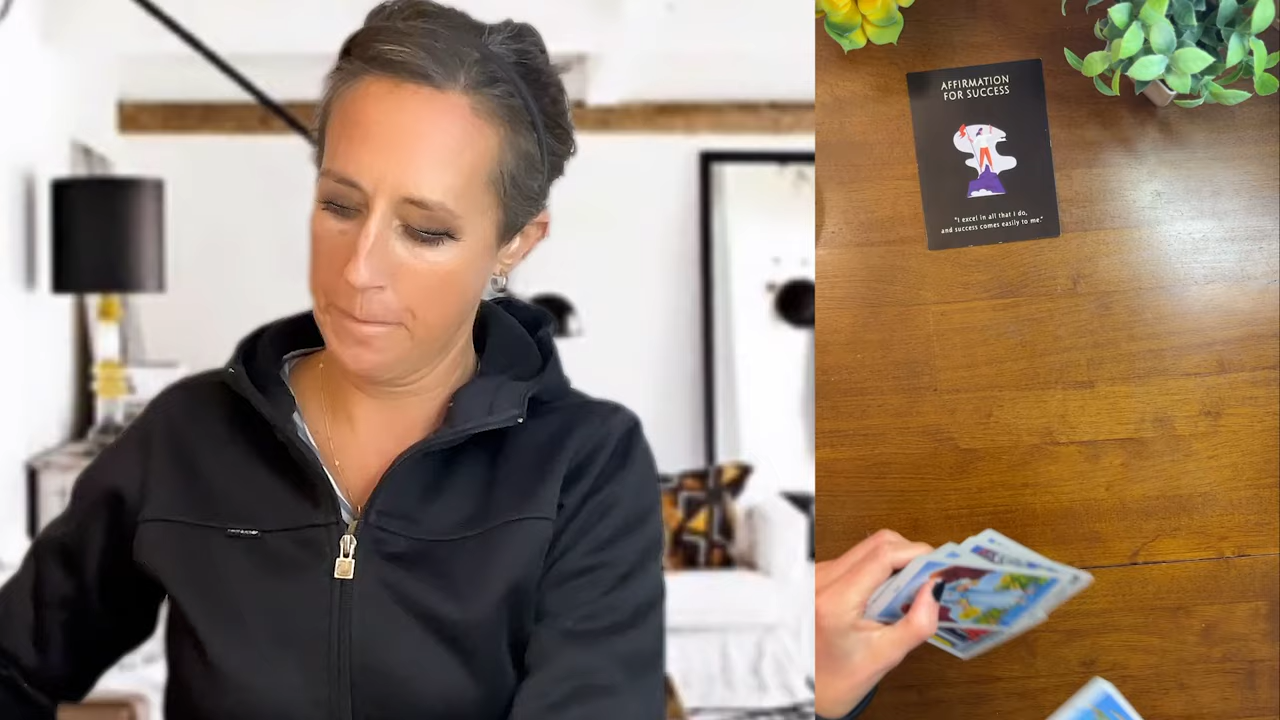 AFFIRMATION
FOR SUCCESS
"I excel in all that I do,
and success comes easily to me."